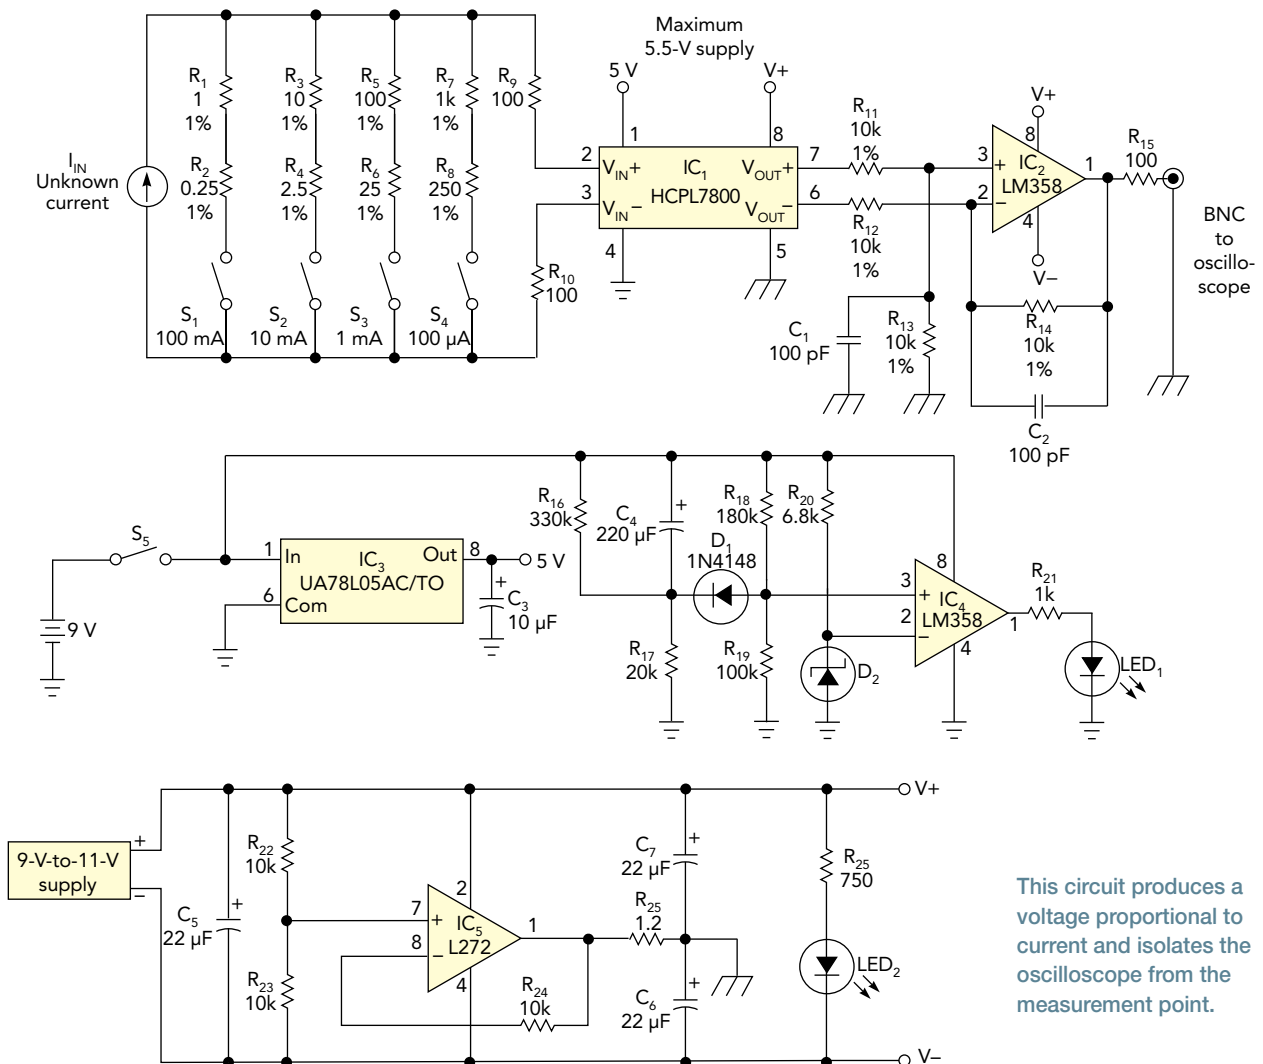 Maximum
5.5-V supply
5 V
V+
R1
1
1%
R3
10
1%
R5
100
1%
R7
1k
1%
R9
100
IIN
Unknown
current
R2
0.25
1%
R4
2.5
1%
R6
25
1%
R8
250
1%
S1
100 mA
S2
10 mA
S3
1 mA
S4
100 µA
R10
100
1
8
2
3
VIN+
VIN−
IC1
HCPL7800
VOUT+
VOUT−
7
6
4
5
R11
10k
1%
R12
10k
1%
V+
8
3
+
2
−
IC2
LM358
1
4
V−
R15
100
BNC
to
oscillo-
scope
C1
100 pF
R13
10k
1%
R14
10k
1%
C2
100 pF
S5
9 V
1
In
IC3
Out
8
UA78L05AC/TO
6
Com
5 V
+
C3
10 µF
R16
330k
C4
220 µF
+
R18
180k
R20
6.8k
D1
1N4148
R17
20k
R19
100k
D2
3
+
2
−
8
IC4
LM358
1
4
R21
1k
LED1
9-V-to-11-V
supply
+
−
C5
22 µF
+
R22
10k
R23
10k
7
+
8
−
2
IC5
L272
1
4
R24
10k
R25
1.2
C7
22 µF
+
C6
22 µF
+
R25
750
LED2
V+
V−
This circuit produces a
voltage proportional to
current and isolates the
oscilloscope from the
measurement point.